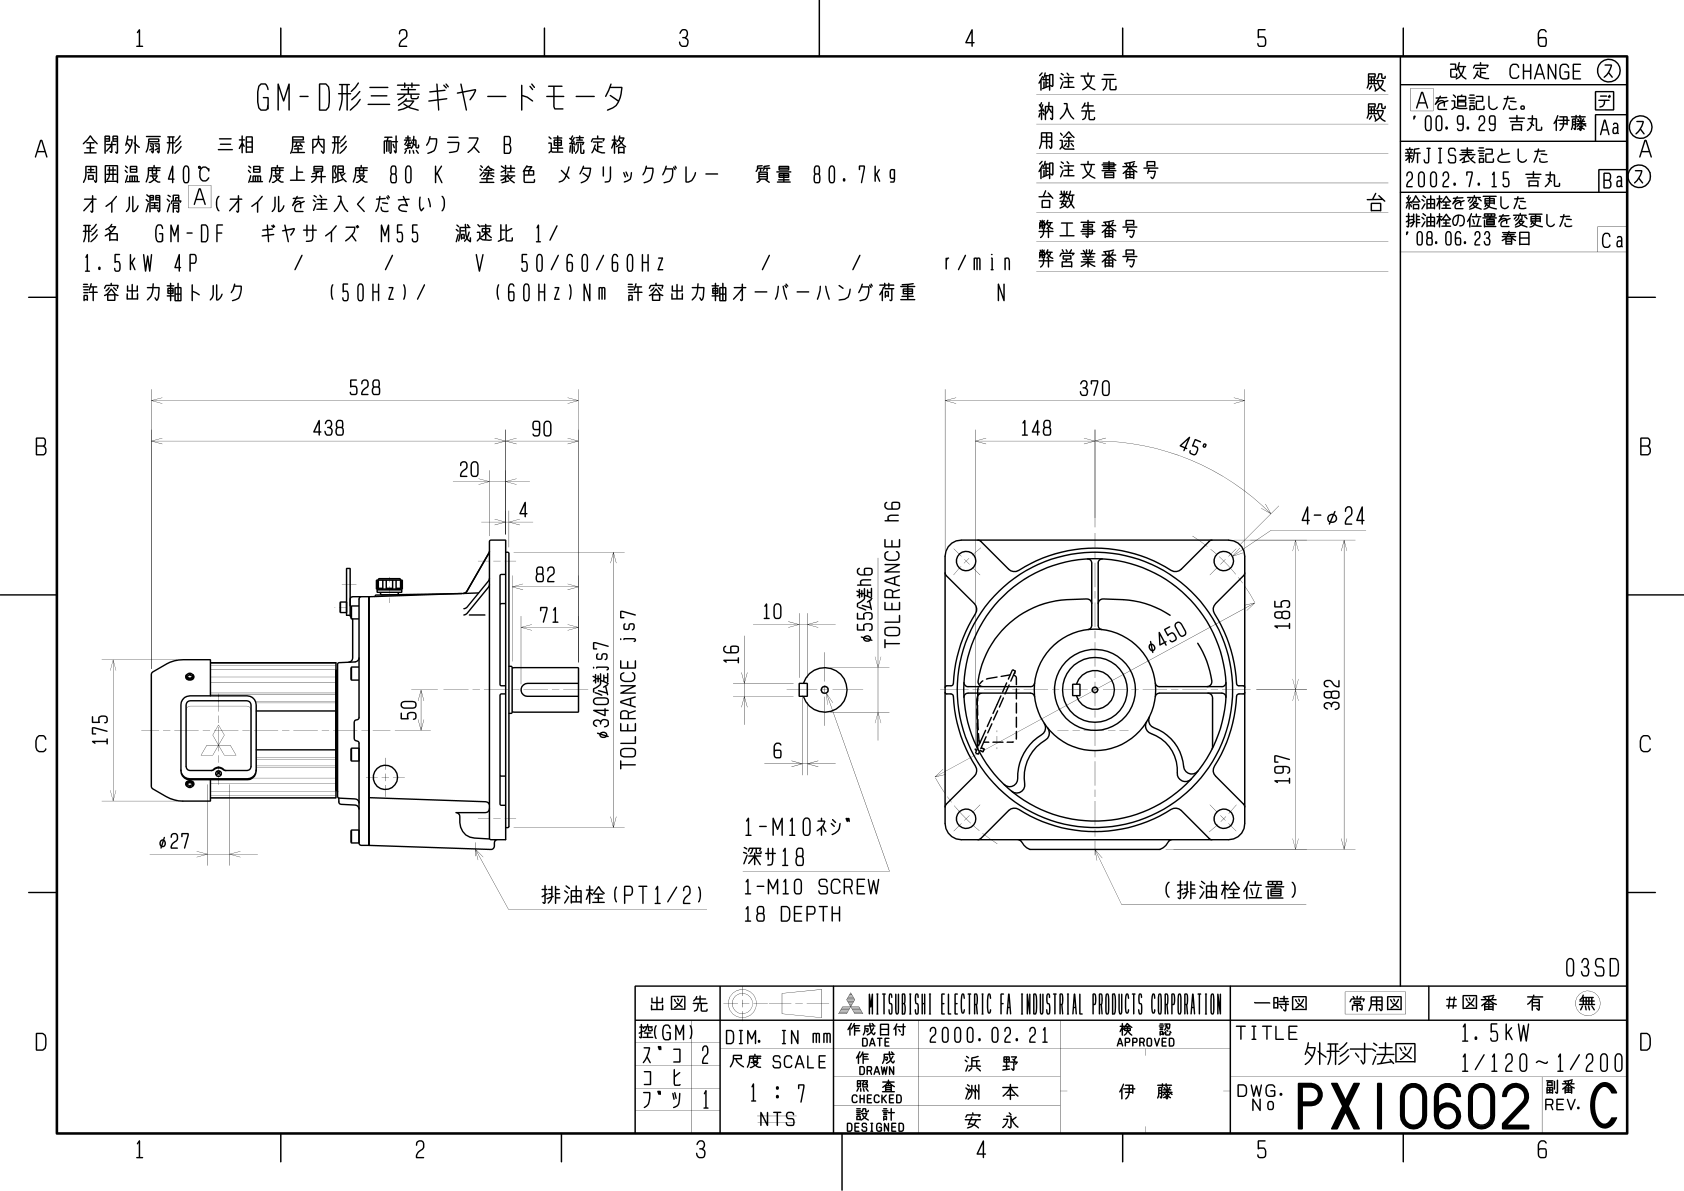 1 2 3 4 5 6
GM-D形三菱ギヤードモータ
全閉外扇形 三相 屋内形 耐熱クラス B 連続定格
周囲温度40℃ 温度上昇限度 80 K 塗装色 メタリックグレー 質量 80.7kg
オイル潤滑 A (オイルを注入ください)
形名 GM-DF ギヤサイズ M55 減速比 1/
1.5kW 4P / / V 50/60/60Hz / / r/min
許容出力軸トルク (50Hz)/ (60Hz)Nm 許容出力軸オーバーハング荷重 N
御注文元 殿
納入先 殿
用途
御注文書番号
台数 台
弊工事番号
弊営業番号
改定 CHANGE ス
Aを追記した。 デ
'00.9.29 吉丸 伊藤 Aa ス
新JIS表記とした
2002.7.15 吉丸 Ba ス
給油栓を変更した
排油栓の位置を変更した
'08.06.23 春日 Ca
A
A
B
B
C
C
D
D
528
438 90
20
4
82
71
50
175
φ27
φ340公差js7
TOLERANCE js7
排油栓(PT1/2)
10
16
6
φ55公差h6
TOLERANCE h6
1-M10ネジ
深サ18
1-M10 SCREW
18 DEPTH
370
148
45°
4-φ24
φ450
185
382
197
(排油栓位置)
03SD
出図先
控(GM)
ズコ 2
コヒ
ブツ 1
DIM. IN mm
尺度 SCALE
1 : 7
NTS
MITSUBISHI ELECTRIC FA INDUSTRIAL PRODUCTS CORPORATION
作成日付 DATE 2000.02.21
検認 APPROVED
作成 DRAWN 浜野
照査 CHECKED 洲本
設計 DESIGNED 安永
伊藤
一時図 常用図 #図番 有 無
TITLE
外形寸法図
1.5kW
1/120~1/200
DWG. No PX10602
副番 REV. C
1 2 3 4 5 6